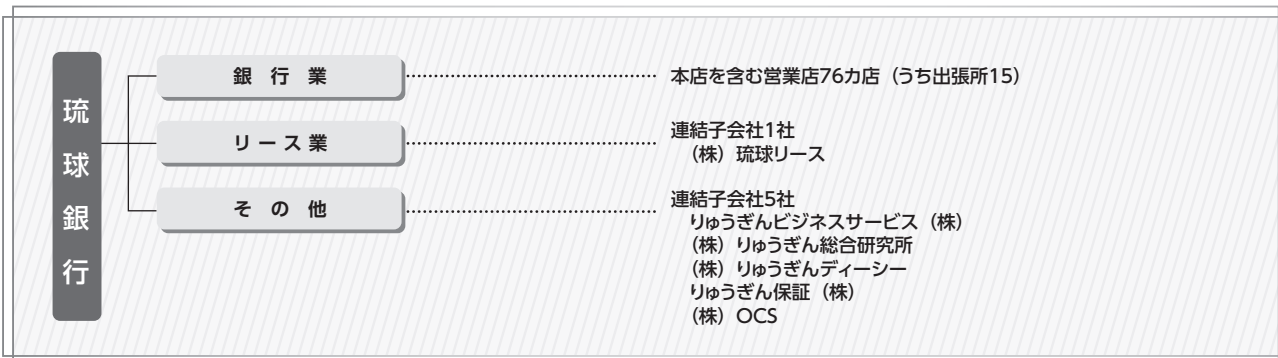 琉球銀行
銀行業
本店を含む営業店76カ店（うち出張所15）
リース業
連結子会社1社
（株）琉球リース
その他
連結子会社5社
りゅうぎんビジネスサービス（株）
（株）りゅうぎん総合研究所
（株）りゅうぎんディーシー
りゅうぎん保証（株）
（株）OCS